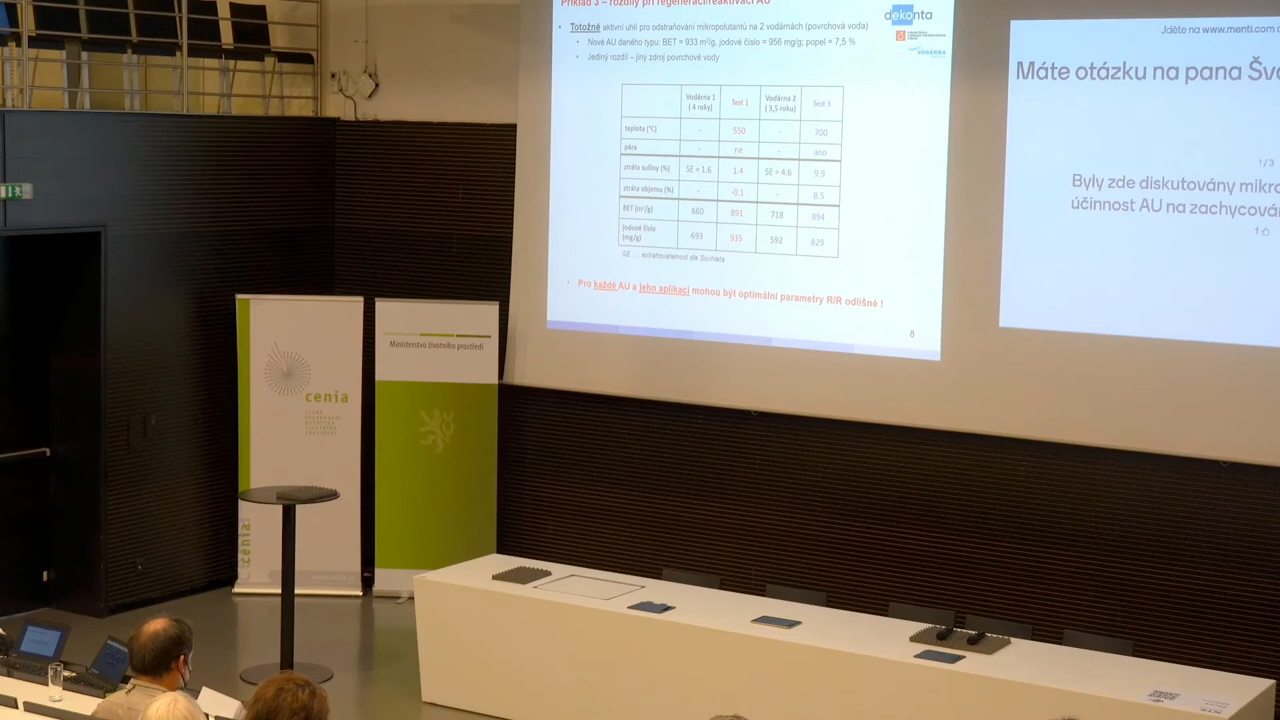 Příklad 3 – rozdíly při regeneraci/reaktivaci AU
• Totožné aktivní uhlí pro odstraňování mikropolutantů na 2 vodárnách (povrchová voda)
• Nové AU daného typu: BET = 933 m²/g, jodové číslo = 956 mg/g; popel = 7,5 %
• Jediný rozdíl – jiný zdroj povrchové vody
dekonta
VODÁRNA
Vodárna 1 (4 roky) Test 1 Vodárna 2 (3,5 roku) Test 3
teplota (°C) - 550 - 700
pára - ne - ano
ztráta sušiny (%) SE = 1.6 1.4 SE = 4.6 9.9
ztráta objemu (%) - -0.1 - 8.5
BET (m²/g) 660 891 718 894
Jodové číslo (mg/g) 693 935 592 829
SE .... extrahovatelnost dle Soxhleta
• Pro každé AU a jeho aplikaci mohou být optimální parametry R/R odlišné !
8
Jděte na www.menti.com
Máte otázku na pana
1/3
Byly zde diskutovány
účinnost AU na
1
cenia
Ministerstvo životního prostředí
cenia